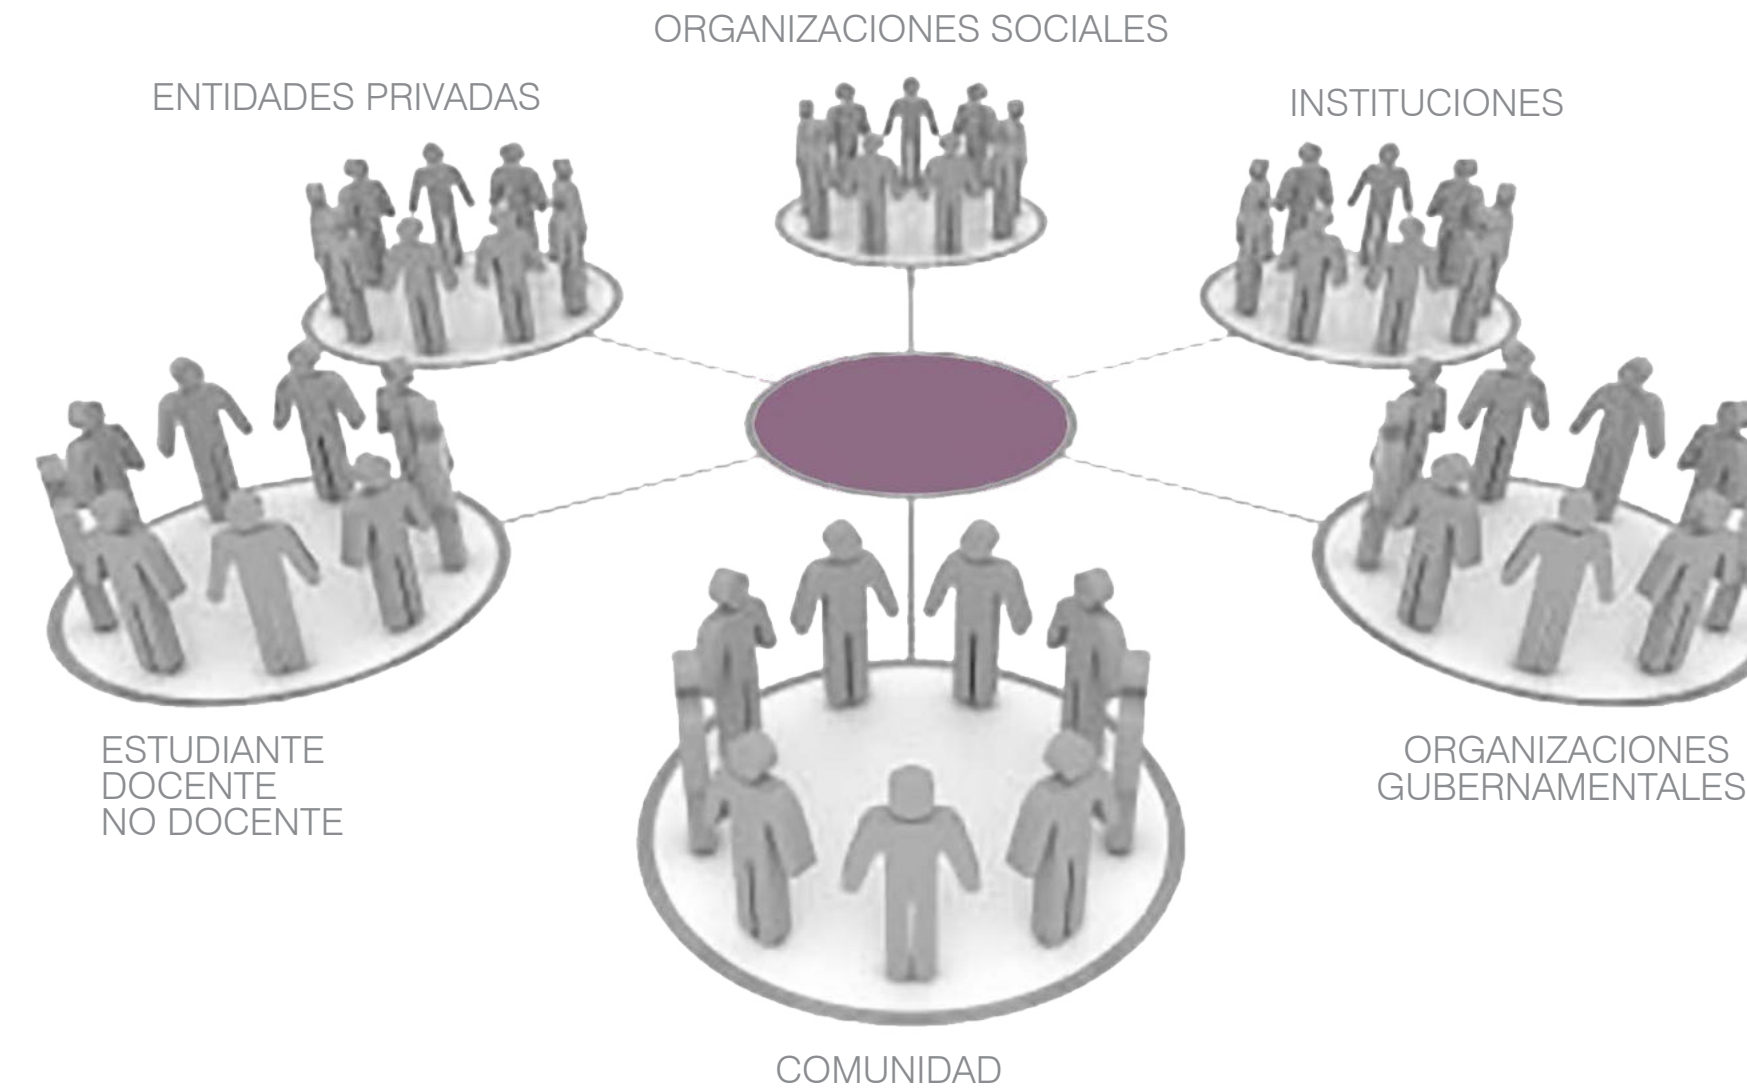 ORGANIZACIONES SOCIALES
ENTIDADES PRIVADAS
INSTITUCIONES
ESTUDIANTE
DOCENTE
NO DOCENTE
ORGANIZACIONES
GUBERNAMENTALES
COMUNIDAD